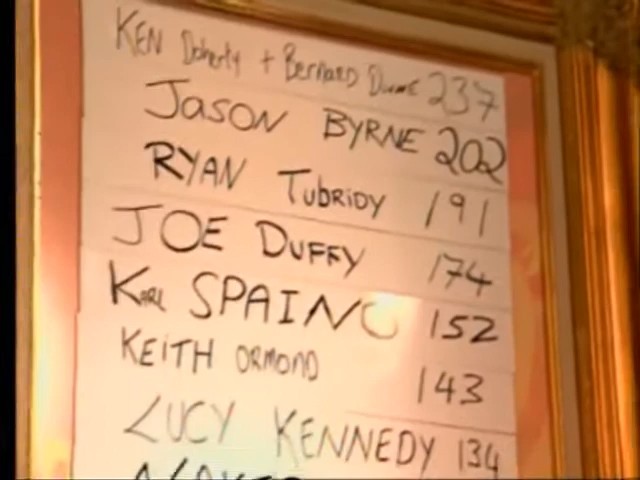 KEN Doherty + Bernard Dunne 237
JASON BYRNE 202
RYAN TUBRIDY 191
JOE DUFFY 174
KARL SPAIN 152
KEITH ORMOND 143
LUCY KENNEDY 134